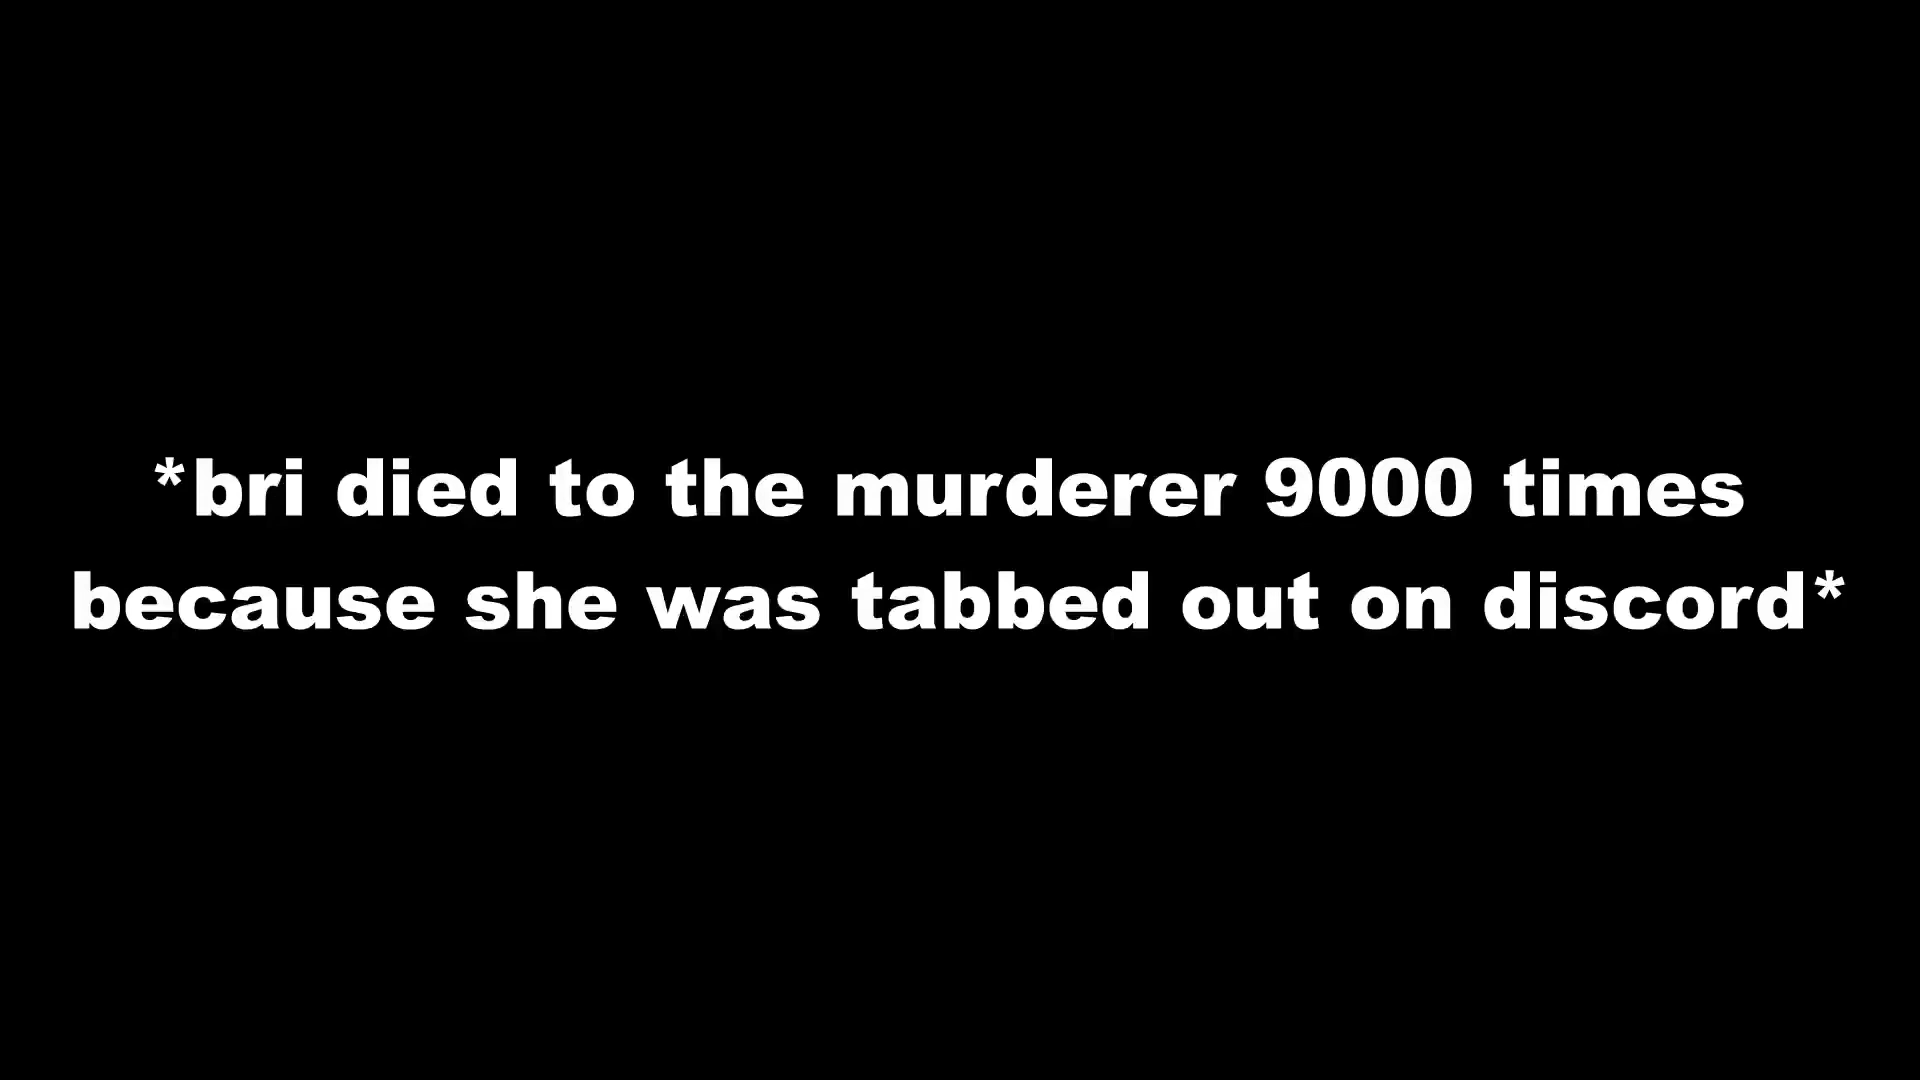 *bri died to the murderer 9000 times
because she was tabbed out on discord*